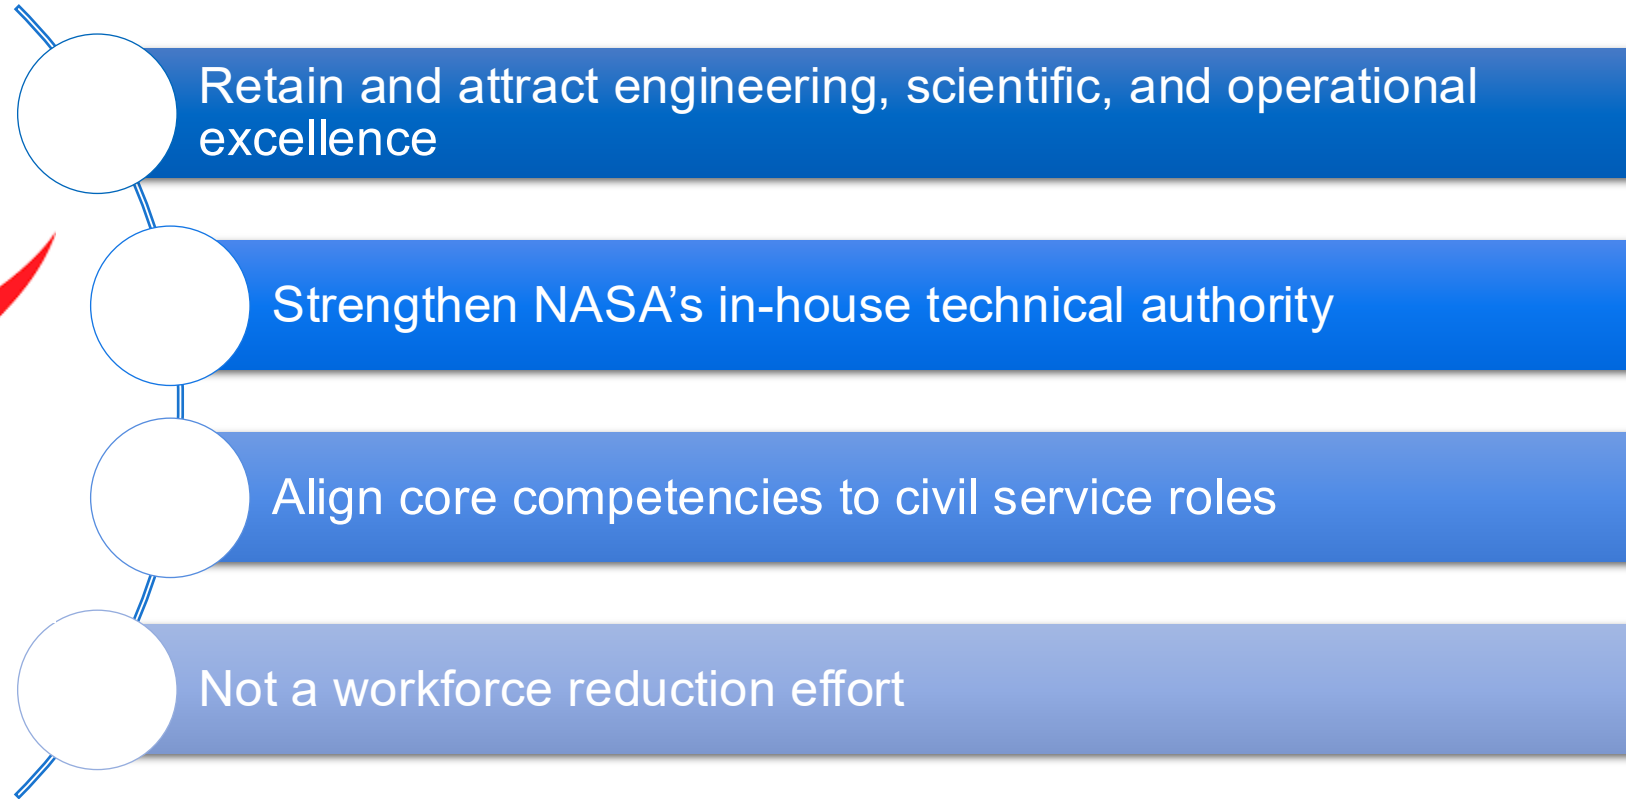 Retain and attract engineering, scientific, and operational
excellence
Strengthen NASA’s in-house technical authority
Align core competencies to civil service roles
Not a workforce reduction effort